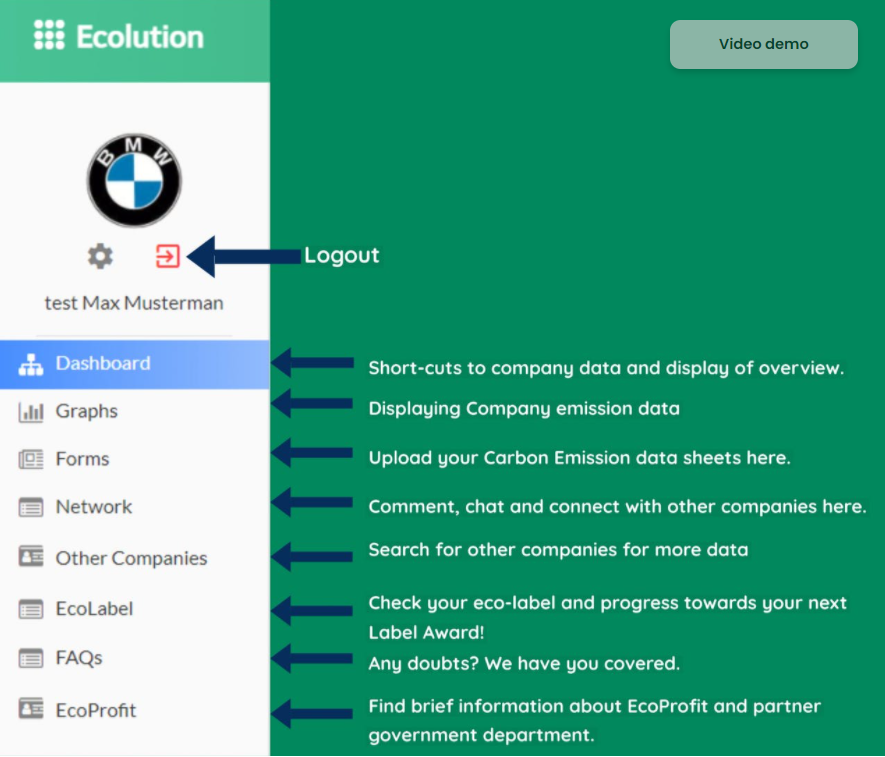 Ecolution
Video demo
BMW
Logout
test Max Musterman
Dashboard
Short-cuts to company data and display of overview.
Graphs
Displaying Company emission data
Forms
Upload your Carbon Emission data sheets here.
Network
Comment, chat and connect with other companies here.
Other Companies
Search for other companies for more data
EcoLabel
Check your eco-label and progress towards your next
Label Award!
FAQs
Any doubts? We have you covered.
EcoProfit
Find brief information about EcoProfit and partner
government department.